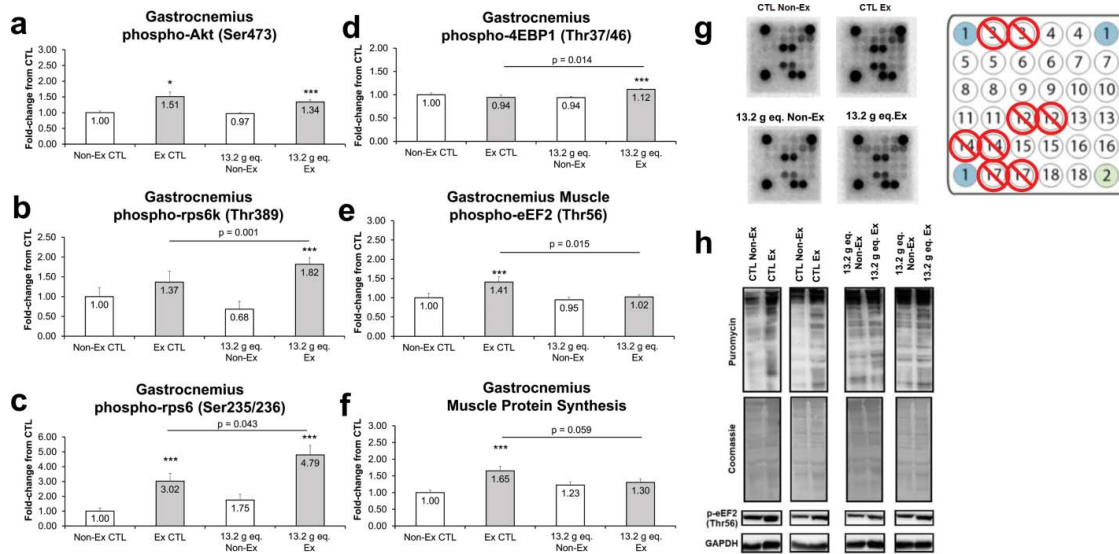 a
Gastrocnemius
phospho-Akt (Ser473)
Fold-change from CTL
2.00
1.50
1.00
0.50
0.00
*
***
1.00
1.51
0.97
1.34
Non-Ex CTL
Ex CTL
13.2 g eq.
Non-Ex
13.2 g eq.
Ex
b
Gastrocnemius
phospho-rps6k (Thr389)
Fold-change from CTL
2.50
2.00
1.50
1.00
0.50
0.00
p = 0.001
***
1.00
1.37
0.68
1.82
Non-Ex CTL
Ex CTL
13.2 g eq.
Non-Ex
13.2 g eq.
Ex
c
Gastrocnemius
phospho-rps6 (Ser235/236)
Fold-change from CTL
6.00
5.00
4.00
3.00
2.00
1.00
0.00
p = 0.043
***
***
1.00
3.02
1.75
4.79
Non-Ex CTL
Ex CTL
13.2 g eq.
Non-Ex
13.2 g eq.
Ex
d
Gastrocnemius
phospho-4EBP1 (Thr37/46)
Fold-change from CTL
2.00
1.50
1.00
0.50
0.00
p = 0.014
***
1.00
0.94
0.94
1.12
Non-Ex CTL
Ex CTL
13.2 g eq.
Non-Ex
13.2 g eq.
Ex
e
Gastrocnemius Muscle
phospho-eEF2 (Thr56)
Fold-change from CTL
3.00
2.50
2.00
1.50
1.00
0.50
0.00
p = 0.015
***
1.00
1.41
0.95
1.02
Non-Ex CTL
Ex CTL
13.2 g eq.
Non-Ex
13.2 g eq.
Ex
f
Gastrocnemius
Muscle Protein Synthesis
Fold-change from CTL
3.00
2.50
2.00
1.50
1.00
0.50
0.00
p = 0.059
***
1.00
1.65
1.23
1.30
Non-Ex CTL
Ex CTL
13.2 g eq.
Non-Ex
13.2 g eq.
Ex
g
CTL Non-Ex
CTL Ex
13.2 g eq. Non-Ex
13.2 g eq.Ex
1 3 3 4 4 1
5 5 6 6 7 7
8 8 9 9 10 10
11 11 12 12 13 13
14 14 15 15 16 16
1 17 17 18 18 2
h
CTL Non-Ex
CTL Ex
CTL Non-Ex
CTL Ex
13.2 g eq.
Non-Ex
13.2 g eq. Ex
13.2 g eq.
Non-Ex
13.2 g eq. Ex
Puromycin
Coomassie
p-eEF2
(Thr56)
GAPDH